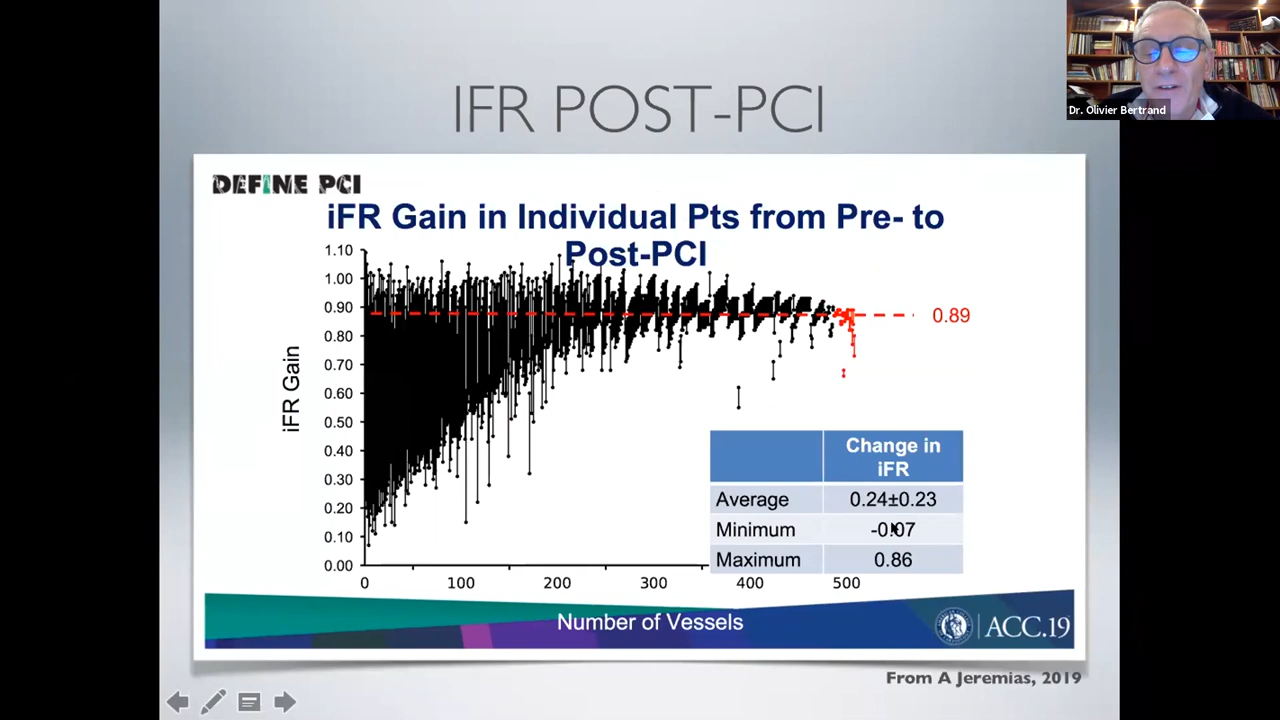 IFR POST-PCI
Dr. Olivier Bertrand
DEFINE PCI
iFR Gain in Individual Pts from Pre- to
Post-PCI
1.10
1.00
0.90
0.80
0.70
0.60
0.50
0.40
0.30
0.20
0.10
0.00
iFR Gain
0.89
Change in
iFR
Average 0.24±0.23
Minimum -0.07
Maximum 0.86
0 100 200 300 400 500
Number of Vessels
ACC.19
From A Jeremias, 2019